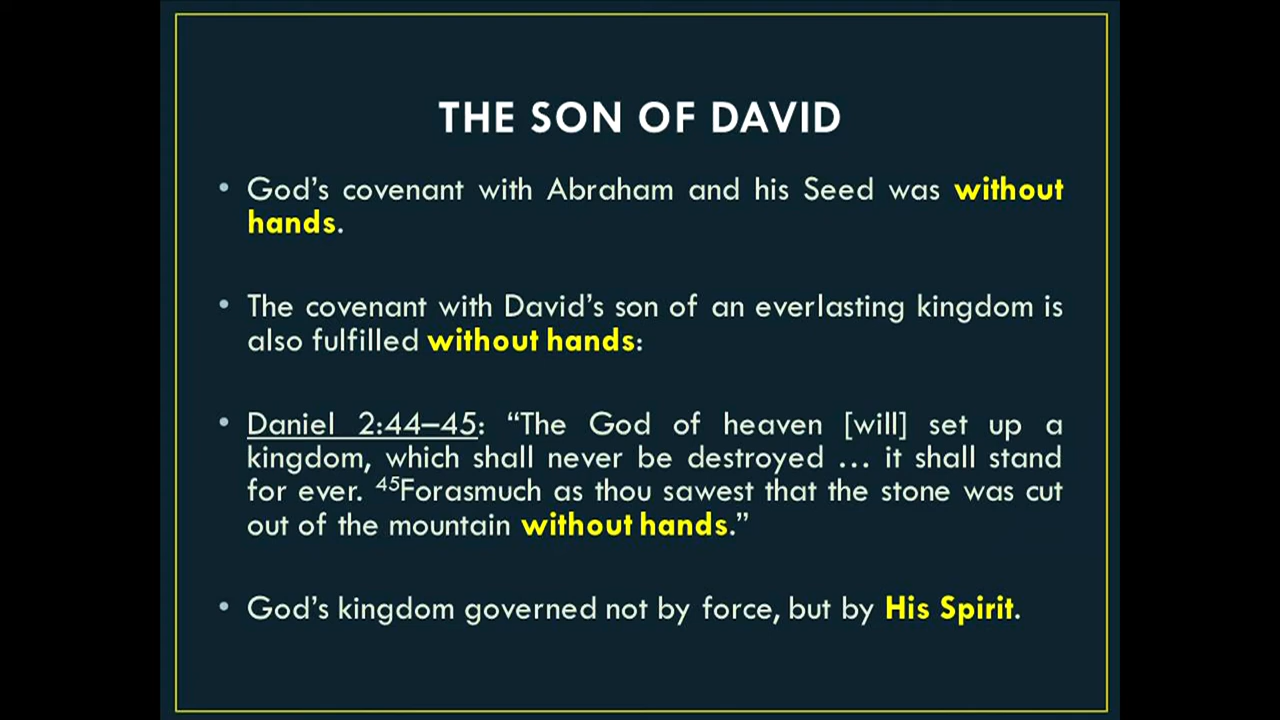 THE SON OF DAVID
• God’s covenant with Abraham and his Seed was without
hands.
• The covenant with David’s son of an everlasting kingdom is
also fulfilled without hands:
• Daniel 2:44–45: “The God of heaven [will] set up a
kingdom, which shall never be destroyed … it shall stand
for ever. ⁴⁵Forasmuch as thou sawest that the stone was cut
out of the mountain without hands.”
• God’s kingdom governed not by force, but by His Spirit.